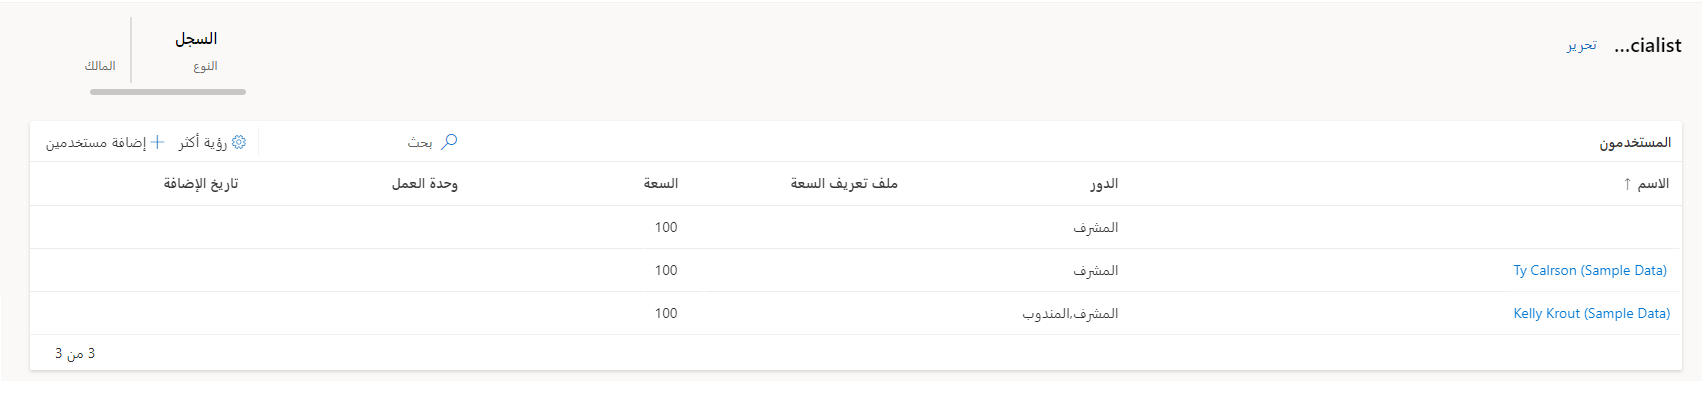 ...cialist تحرير
السجل
النوع
المالك
المستخدمون
بحث
رؤية أكثر
إضافة مستخدمين
الاسم ↑ الدور ملف تعريف السعة السعة وحدة العمل تاريخ الإضافة
المشرف 100
Ty Calrson (Sample Data) المشرف 100
Kelly Krout (Sample Data) المشرف,المندوب 100
3 من 3